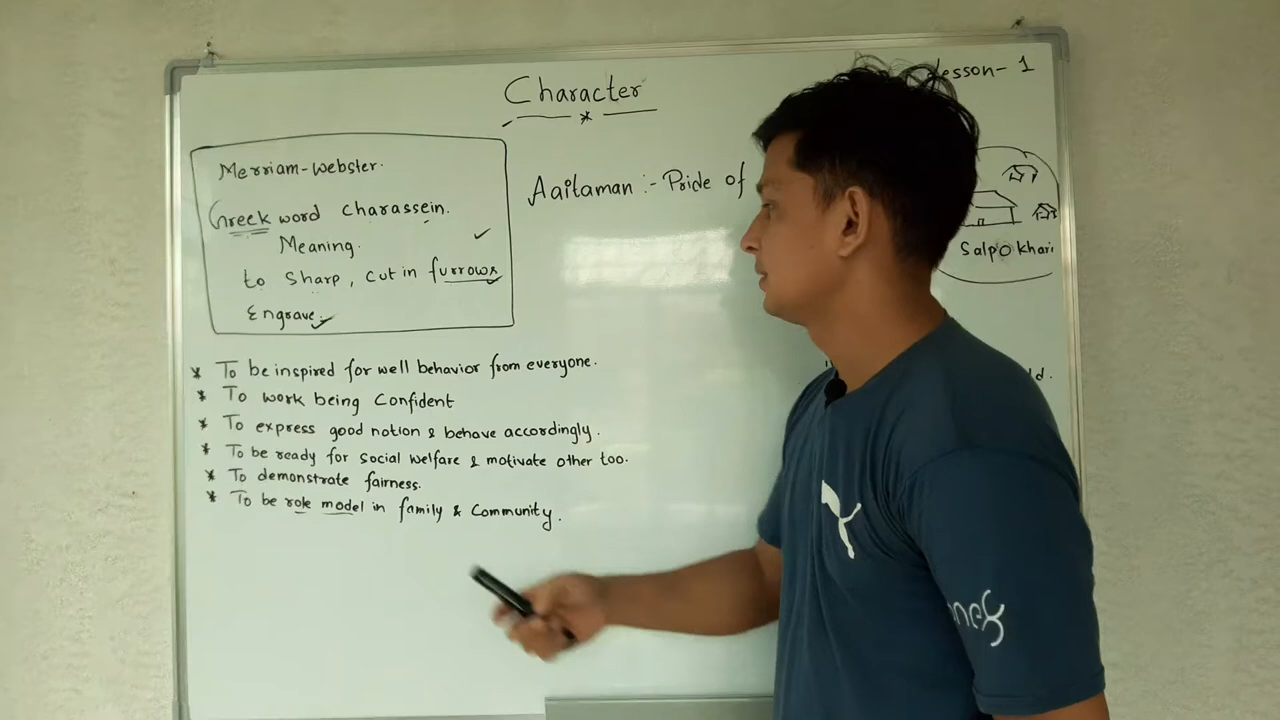 Character
Lesson- 1
Merriam-webster.
Greek word charassein.
Meaning.
to sharp, cut in furrows
Engrave.
Aaitaman :- Pride of
Salpokhari
* To be inspired for well behavior from everyone.
* To work being confident
* To express good notion & behave accordingly.
* To be ready for social welfare & motivate other too.
* To demonstrate fairness.
* To be role model in family & community.